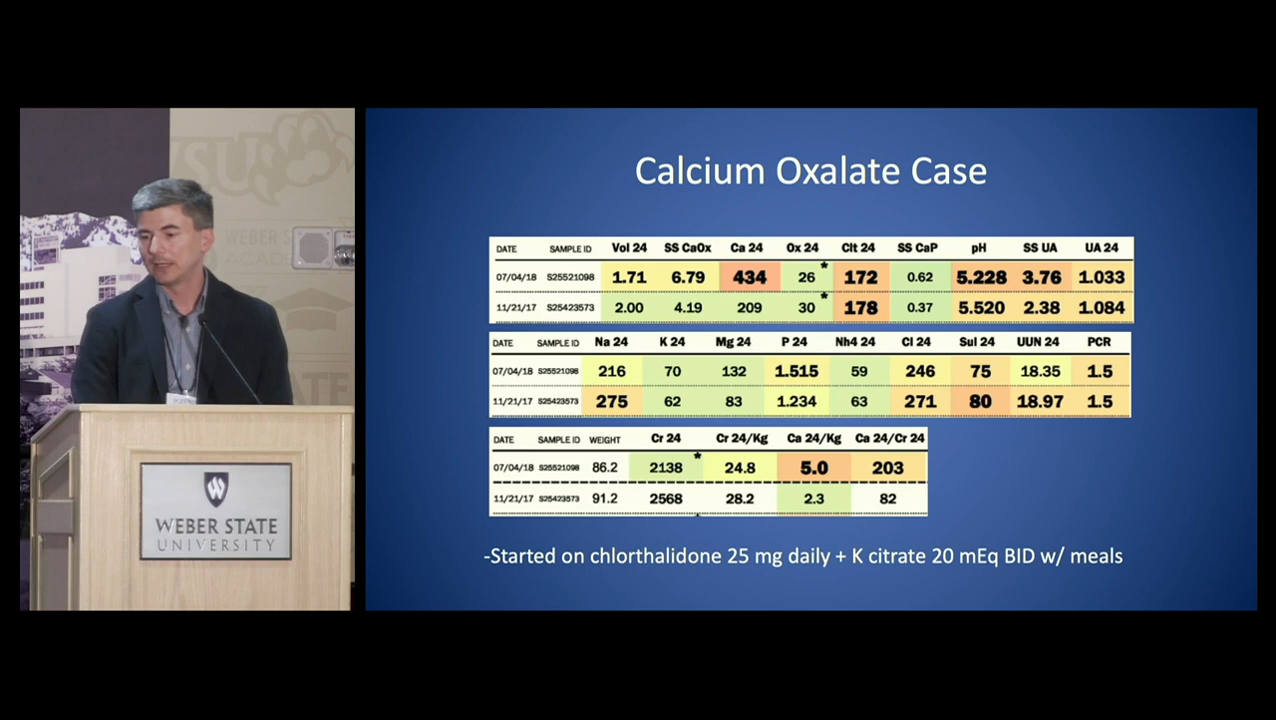 Calcium Oxalate Case
DATE SAMPLE ID Vol 24 SS CaOx Ca 24 Ox 24 Cit 24 SS CaP pH SS UA UA 24
07/04/18 S25521098 1.71 6.79 434 26 * 172 0.62 5.228 3.76 1.033
11/21/17 S25423573 2.00 4.19 209 30 * 178 0.37 5.520 2.38 1.084
DATE SAMPLE ID Na 24 K 24 Mg 24 P 24 Nh4 24 Cl 24 Sul 24 UUN 24 PCR
07/04/18 S25521098 216 70 132 1.515 59 246 75 18.35 1.5
11/21/17 S25423573 275 62 83 1.234 63 271 80 18.97 1.5
DATE SAMPLE ID WEIGHT Cr 24 Cr 24/Kg Ca 24/Kg Ca 24/Cr 24
07/04/18 S25521098 86.2 2138 * 24.8 5.0 203
11/21/17 S25423573 91.2 2568 28.2 2.3 82
-Started on chlorthalidone 25 mg daily + K citrate 20 mEq BID w/ meals
WSU
WEBER S
ACAD
W
WEBER STATE
UNIVERSITY